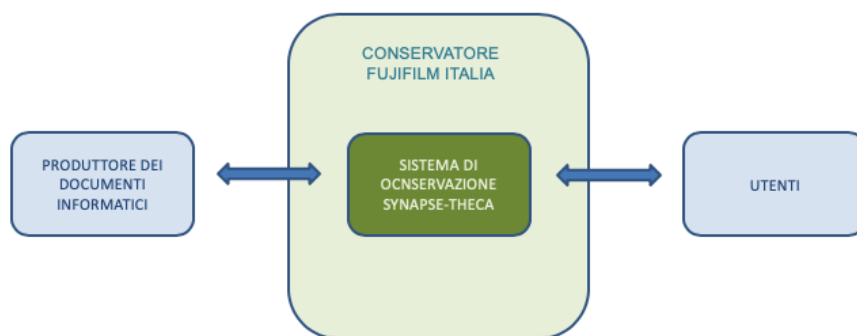 CONSERVATORE
FUJIFILM ITALIA
PRODUTTORE DEI
DOCUMENTI
INFORMATICI
SISTEMA DI
OCNSERVAZIONE
SYNAPSE-THECA
UTENTI